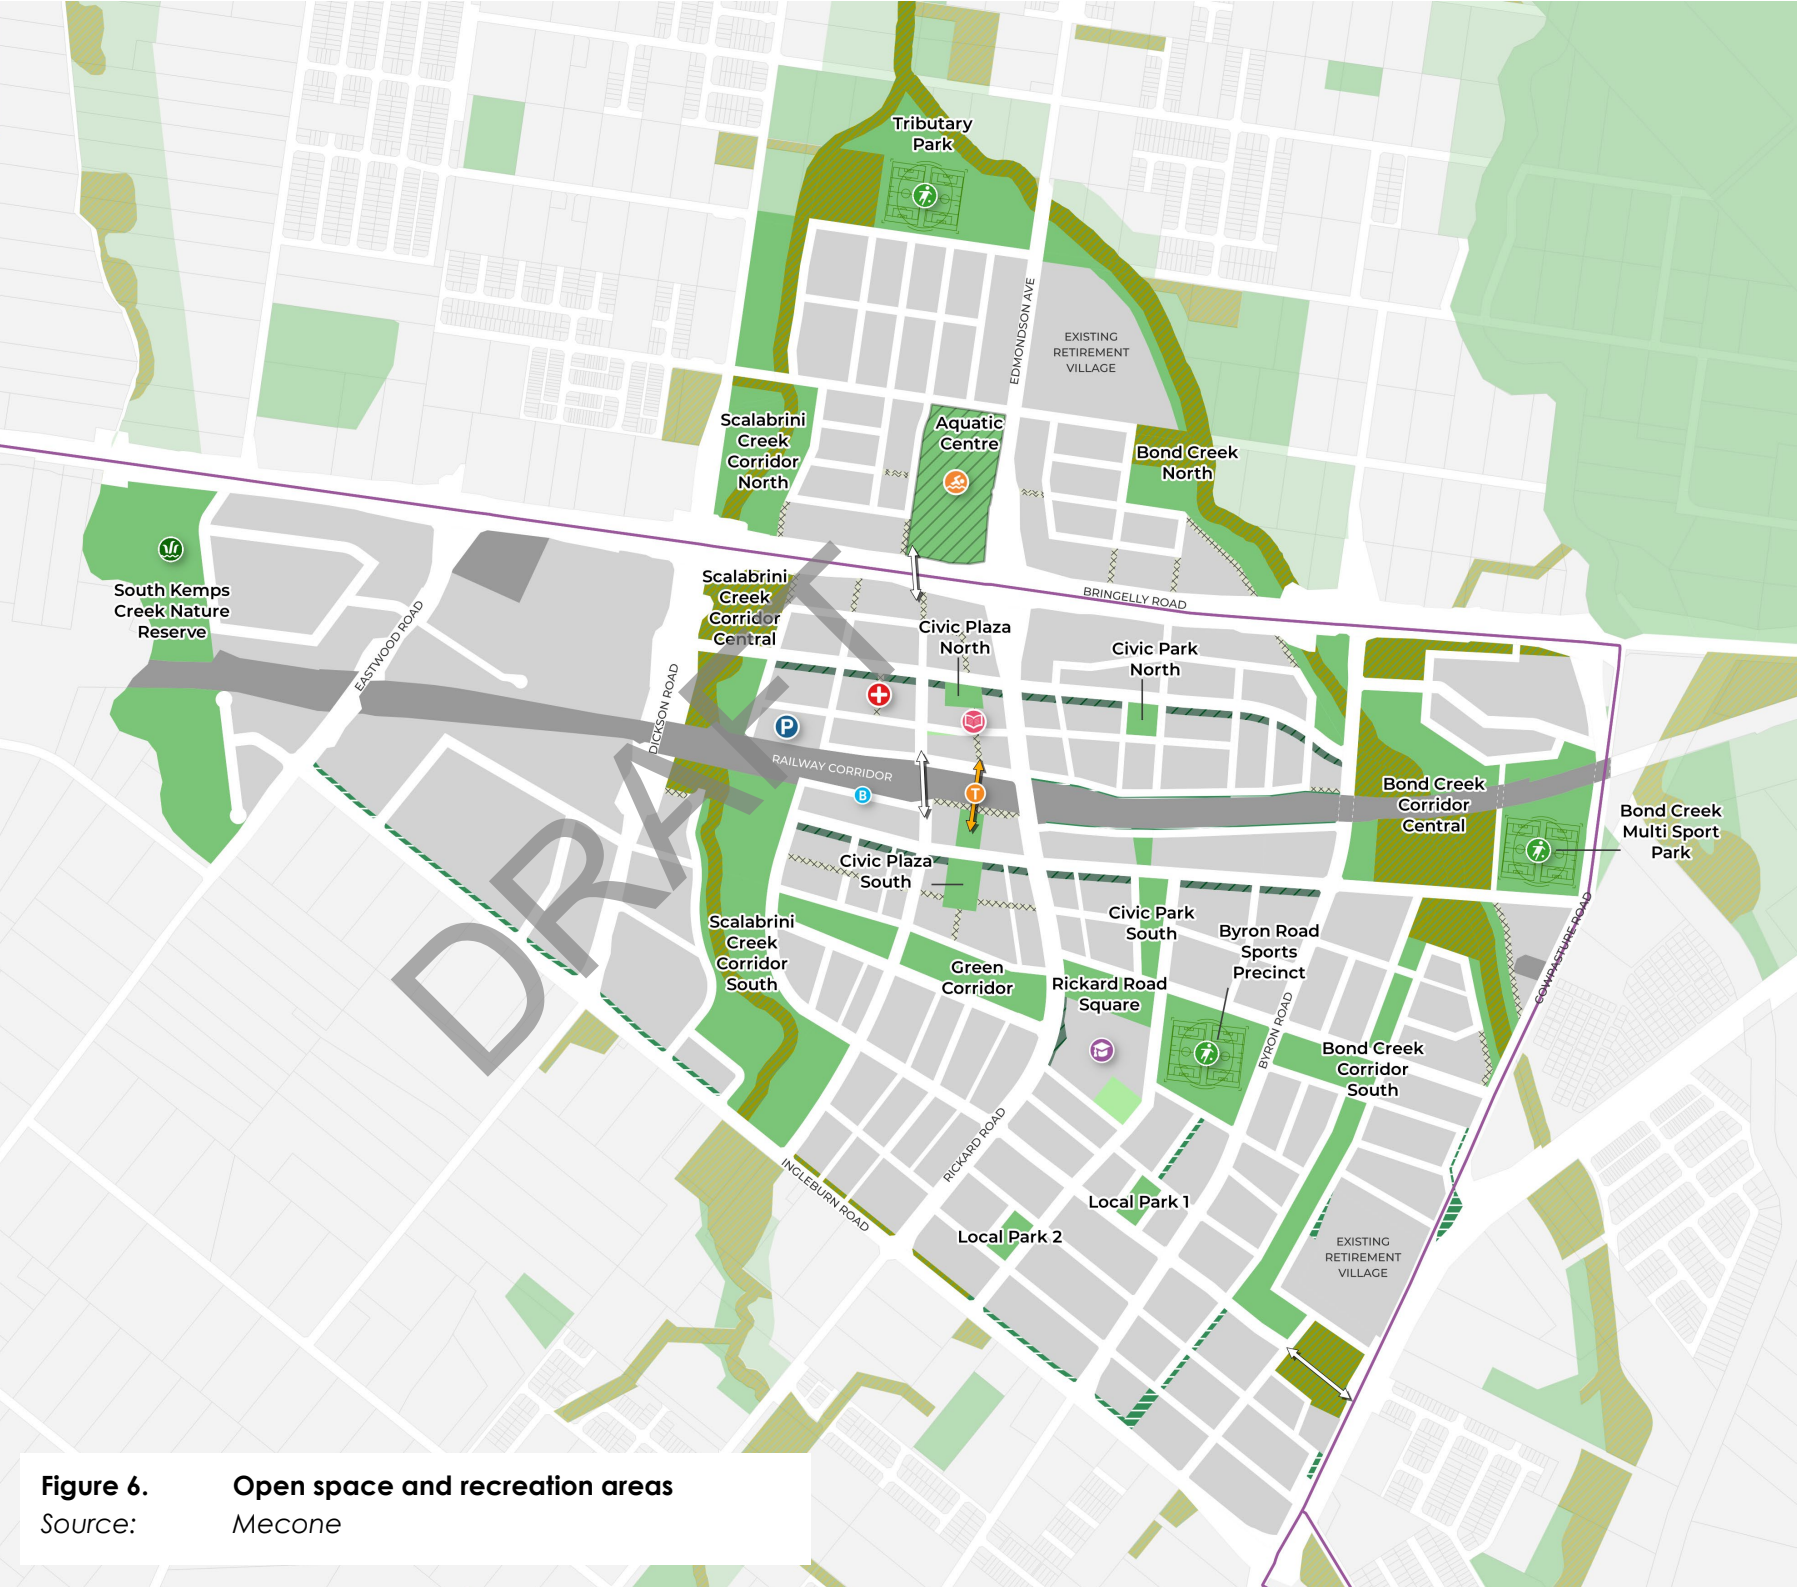 Tributary
Park
EDMONDSON AVE
EXISTING
RETIREMENT
VILLAGE
Scalabrini
Creek
Corridor
North
Aquatic
Centre
Bond Creek
North
South Kemps
Creek Nature
Reserve
EASTWOOD ROAD
Scalabrini
Creek
Corridor
Central
BRINGELLY ROAD
Civic Plaza
North
Civic Park
North
DICKSON ROAD
P
RAILWAY CORRIDOR
B
T
Bond Creek
Corridor
Central
Bond Creek
Multi Sport
Park
Civic Plaza
South
Scalabrini
Creek
Corridor
South
Green
Corridor
Civic Park
South
Byron Road
Sports
Precinct
Rickard Road
Square
BYRON ROAD
COWPASTURE ROAD
Bond Creek
Corridor
South
RICKARD ROAD
INGLEBURN ROAD
Local Park 1
Local Park 2
EXISTING
RETIREMENT
VILLAGE
DRAFT
Figure 6. Open space and recreation areas
Source: Mecone